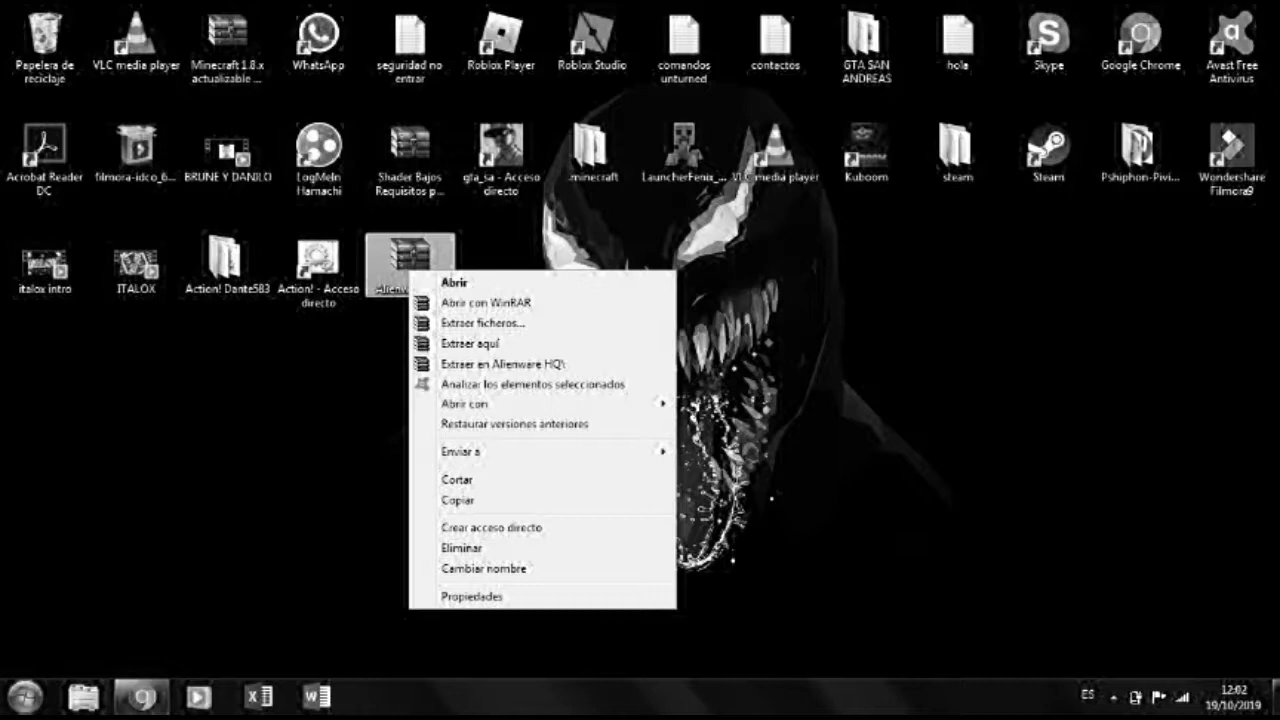 Papelera de
reciclaje
VLC media player
Minecraft 1.8.x
actualizable ...
WhatsApp
seguridad no
entrar
Roblox Player
Roblox Studio
comandos
unturned
contactos
GTA SAN
ANDREAS
hola
Skype
Google Chrome
Avast Free
Antivirus
Acrobat Reader
DC
filmora-idco_6...
BRUNE Y DANILO
LogMeIn
Hamachi
Shader Bajos
Requisitos p...
gta_sa - Acceso
directo
.minecraft
LauncherFenix_...
VLC media player
Kuboom
steam
Steam
Pshiphon-Pivi...
Wondershare
Filmora9
italox intro
ITALOX
Action! Dante583
Action! - Acceso
directo
Abrir
Abrir con WinRAR
Extraer ficheros...
Extraer aquí
Extraer en Alienware HQ\
Analizar los elementos seleccionados
Abrir con
Restaurar versiones anteriores
Enviar a
Cortar
Copiar
Crear acceso directo
Eliminar
Cambiar nombre
Propiedades
ES
12:02
19/10/2019